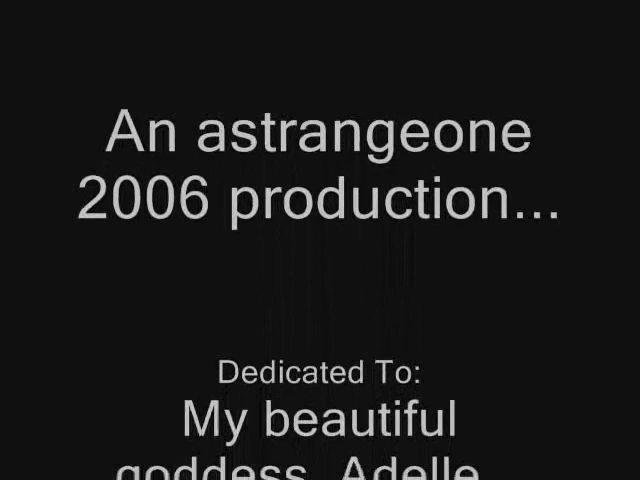 An astrangeone
2006 production...
Dedicated To:
My beautiful
goddess, Adelle